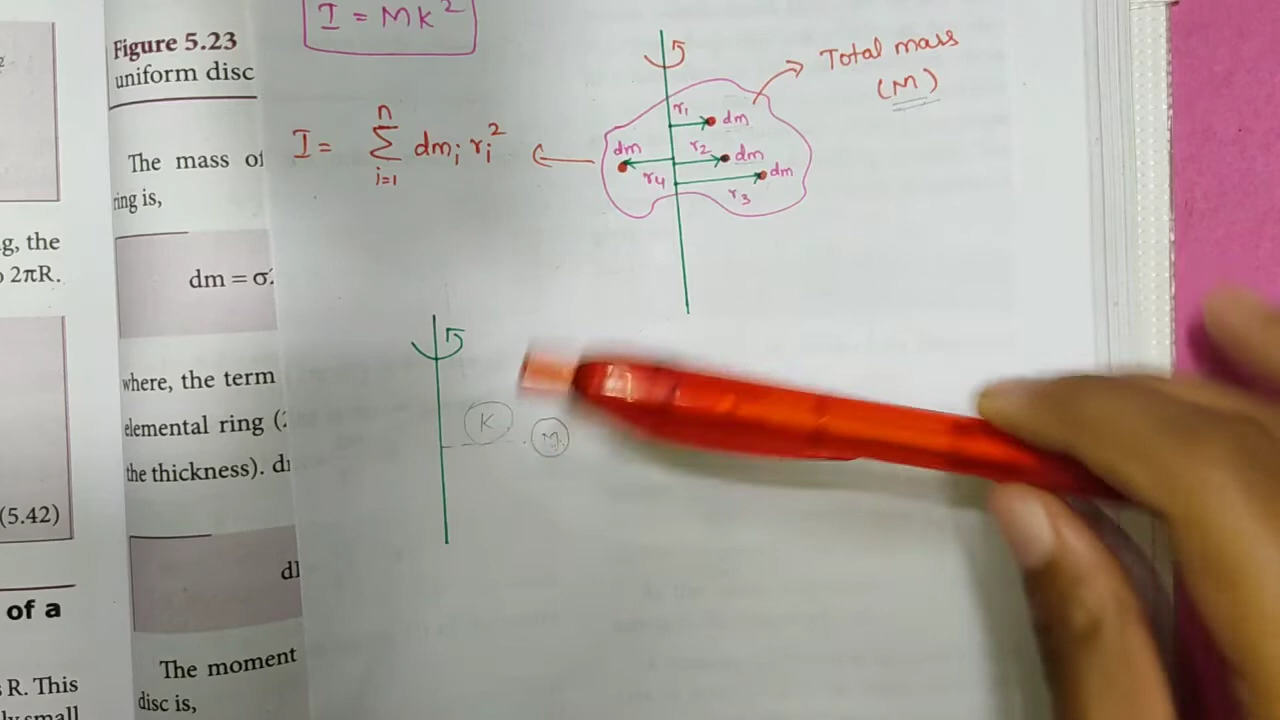 g, the
2πR.
(5.42)
of a
R. This
small
Figure 5.23
uniform disc
The mass of
ring is,
dm = σ
where, the term
elemental ring (
the thickness).
The moment
disc is,
I = MK²
I = n Σ i=1 dmᵢ rᵢ²
Total mass
(M)
r₁ dm
dm r₂ dm
r₄ dm
r₃
K M